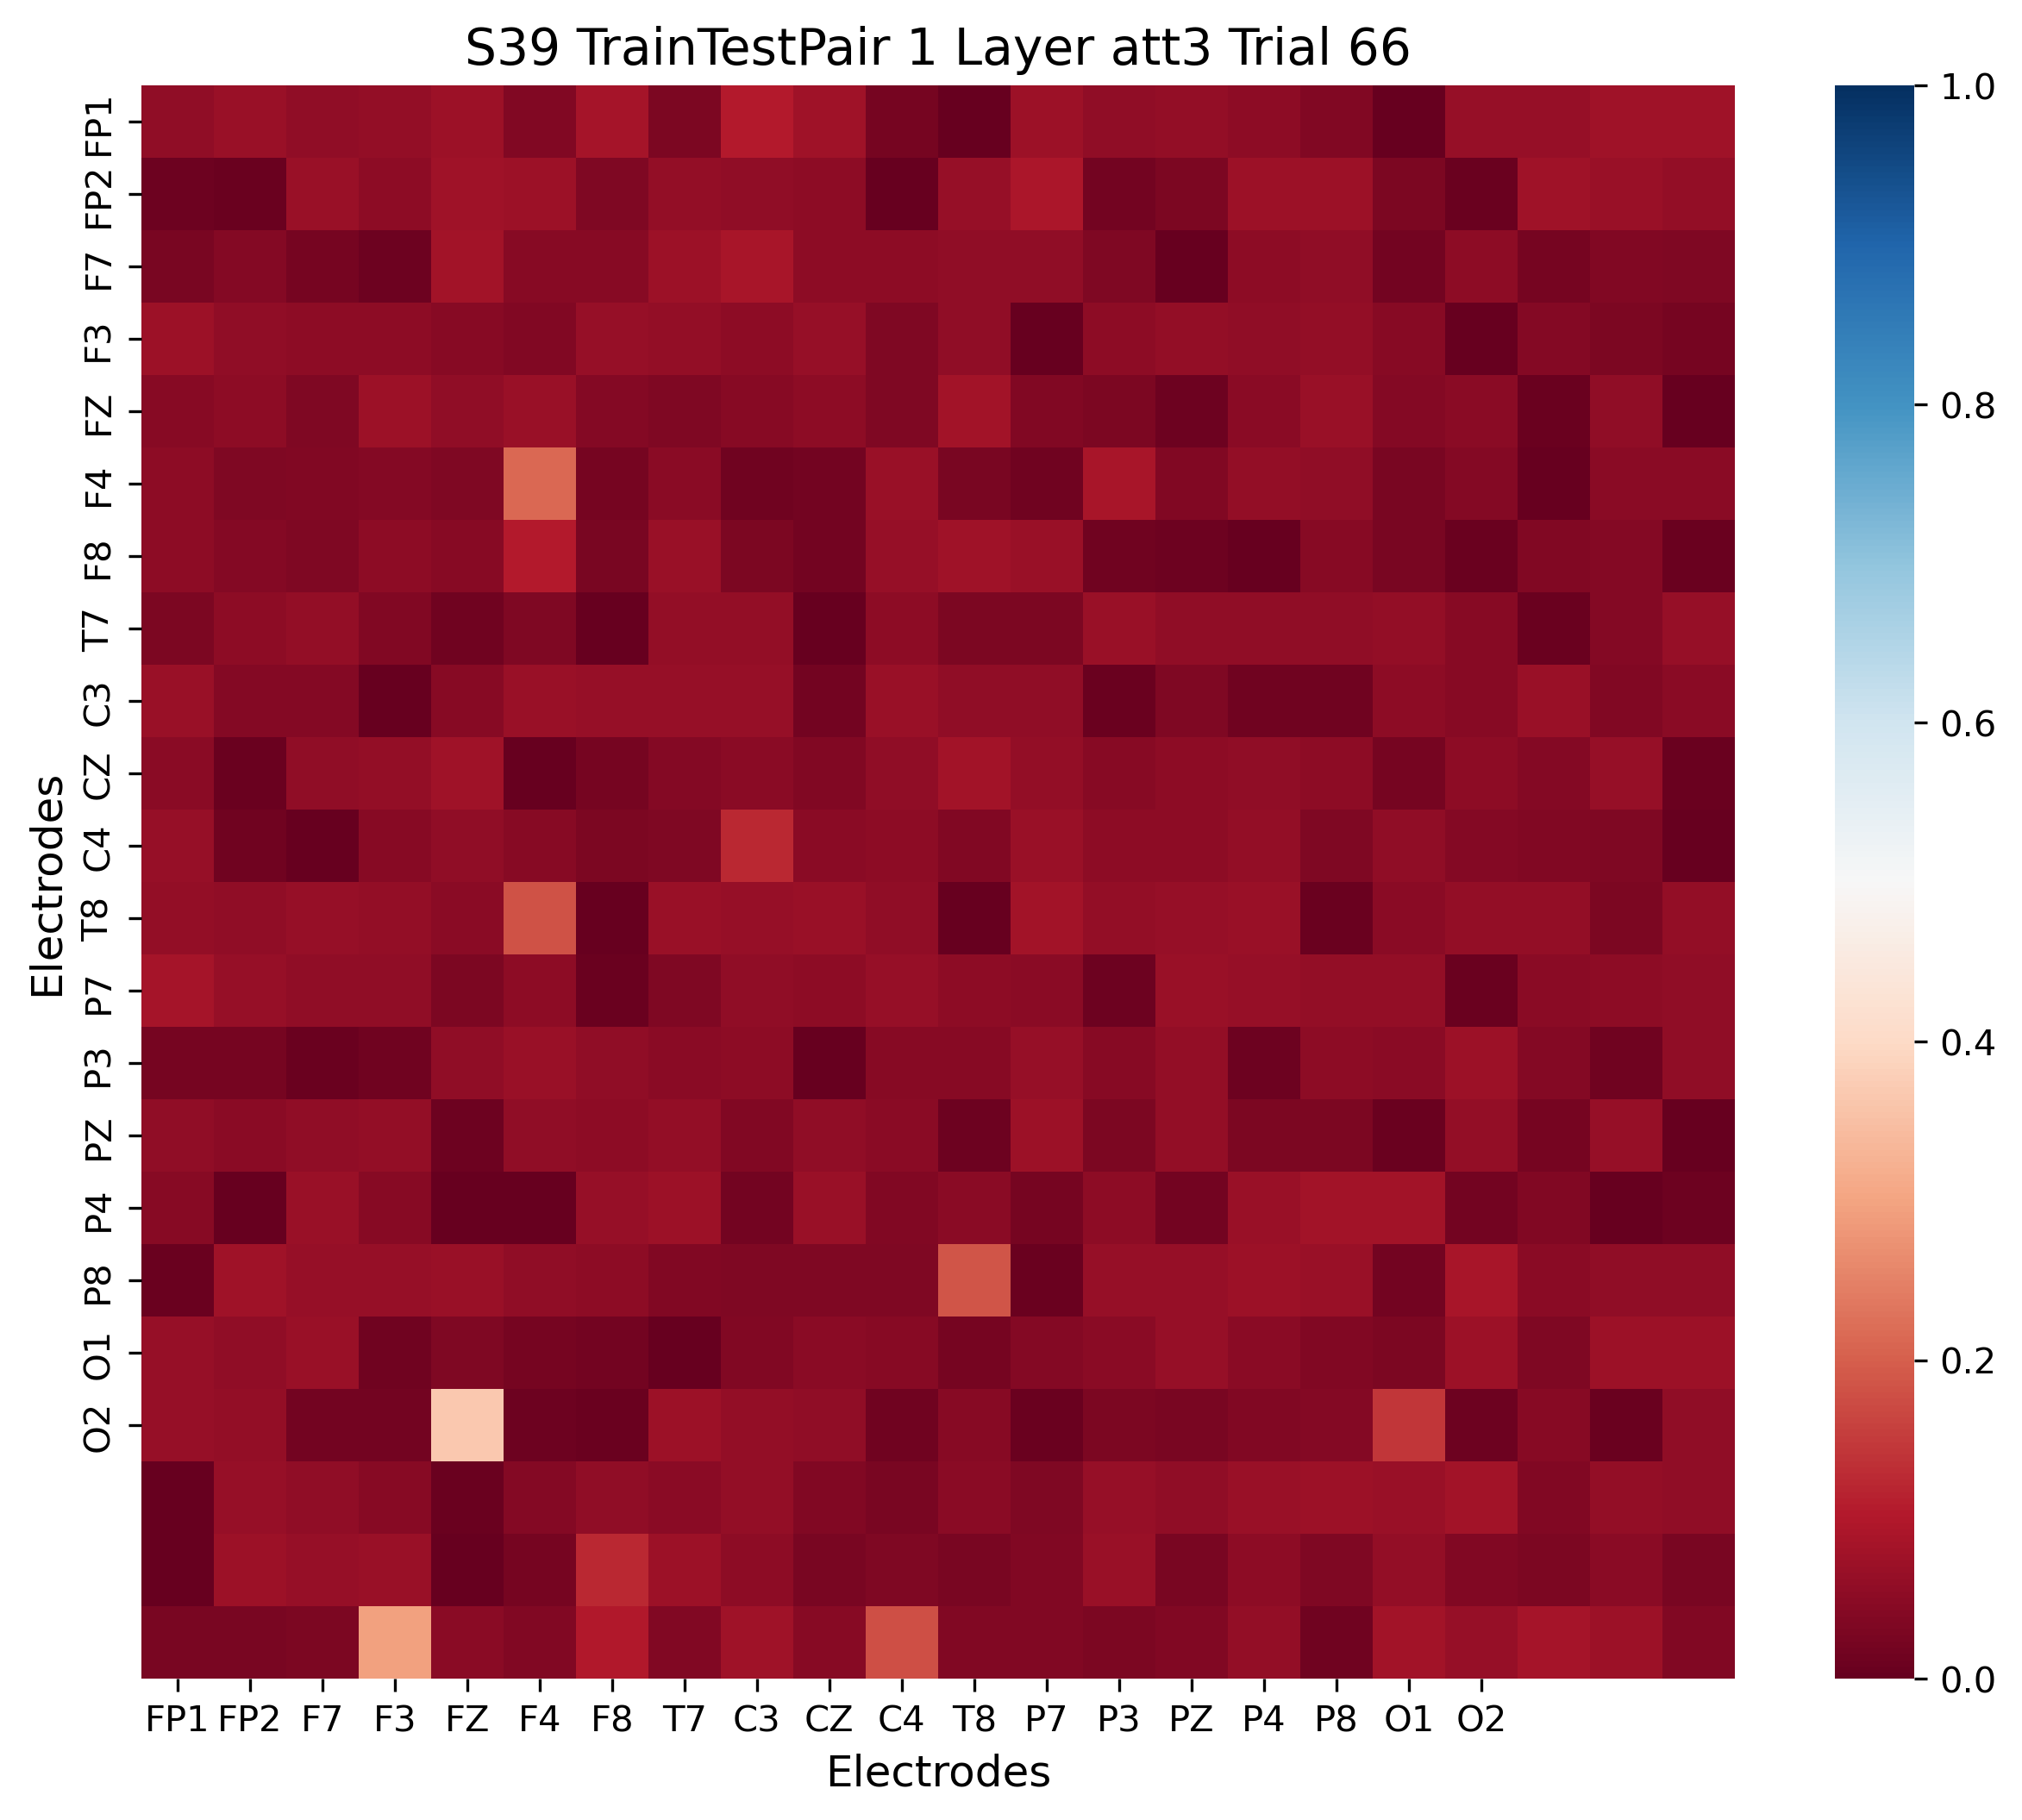 S39 TrainTestPair 1 Layer att3 Trial 66
Electrodes
FP1
FP2
F7
F3
FZ
F4
F8
T7
C3
CZ
C4
T8
P7
P3
PZ
P4
P8
O1
O2
FP1 FP2 F7 F3 FZ F4 F8 T7 C3 CZ C4 T8 P7 P3 PZ P4 P8 O1 O2
Electrodes
1.0
0.8
0.6
0.4
0.2
0.0